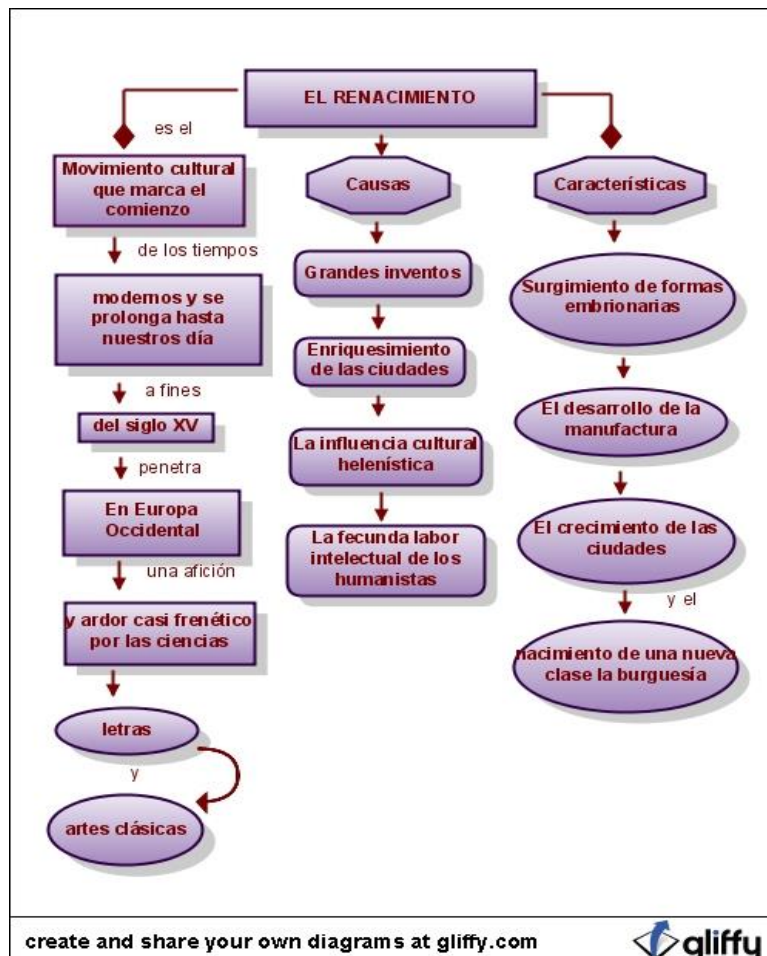 EL RENACIMIENTO
es el
Movimiento cultural
que marca el
comienzo
de los tiempos
modernos y se
prolonga hasta
nuestros día
a fines
del siglo XV
penetra
En Europa
Occidental
una afición
y ardor casi frenético
por las ciencias
letras
y
artes clásicas
Causas
Grandes inventos
Enriquesimiento
de las ciudades
La influencia cultural
helenística
La fecunda labor
intelectual de los
humanistas
Característícas
Surgimiento de formas
embrionarias
El desarrollo de la
manufactura
El crecimiento de las
ciudades
y el
nacimiento de una nueva
clase la burguesía
create and share your own diagrams at gliffy.com
gliffy